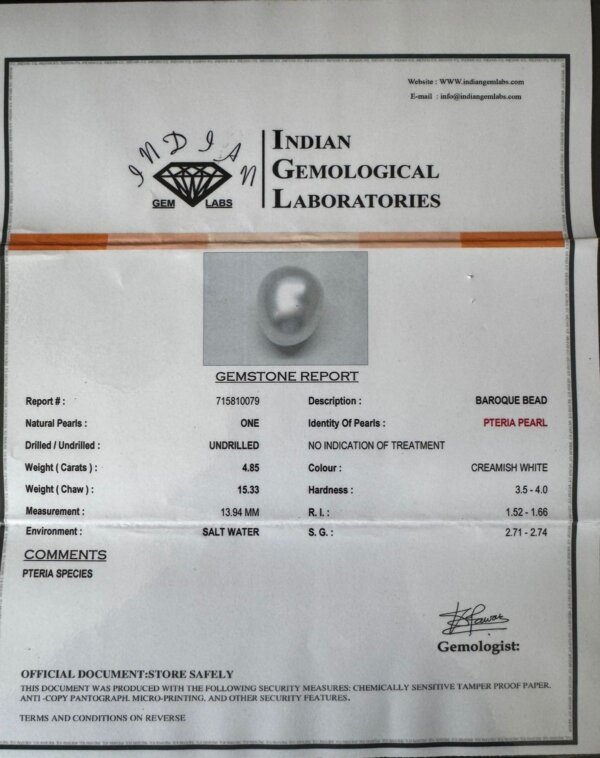 Website : WWW.indiangemlabs.com
E-mail : info@indiangemlabs.com
INDIAN
GEM LABS
INDIAN
GEMOLOGICAL
LABORATORIES
GEMSTONE REPORT
Report # : 715810079 Description : BAROQUE BEAD
Natural Pearls : ONE Identity Of Pearls : PTERIA PEARL
Drilled / Undrilled : UNDRILLED NO INDICATION OF TREATMENT
Weight ( Carats ) : 4.85 Colour : CREAMISH WHITE
Weight ( Chaw ) : 15.33 Hardness : 3.5 - 4.0
Measurement : 13.94 MM R. I. : 1.52 - 1.66
Environment : SALT WATER S. G. : 2.71 - 2.74
COMMENTS
PTERIA SPECIES
Gemologist:
OFFICIAL DOCUMENT:STORE SAFELY
THIS DOCUMENT WAS PRODUCED WITH THE FOLLOWING SECURITY MEASURES: CHEMICALLY SENSITIVE TAMPER PROOF PAPER.
ANTI -COPY PANTOGRAPH. MICRO-PRINTING. AND OTHER SECURITY FEATURES.
TERMS AND CONDITIONS ON REVERSE